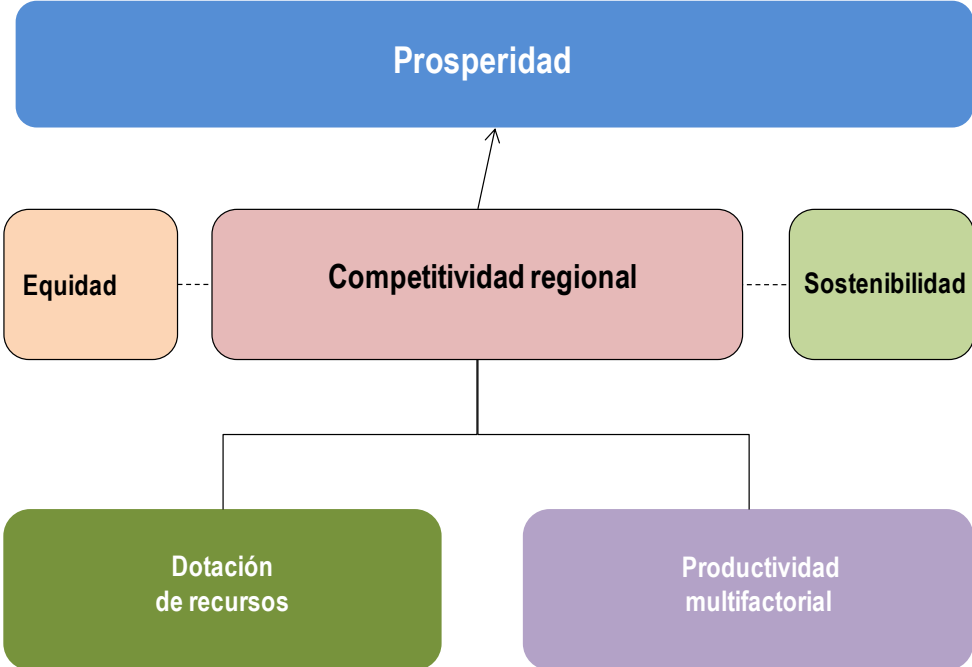 Prosperidad
Equidad
Competitividad regional
Sostenibilidad
Dotación
de recursos
Productividad
multifactorial